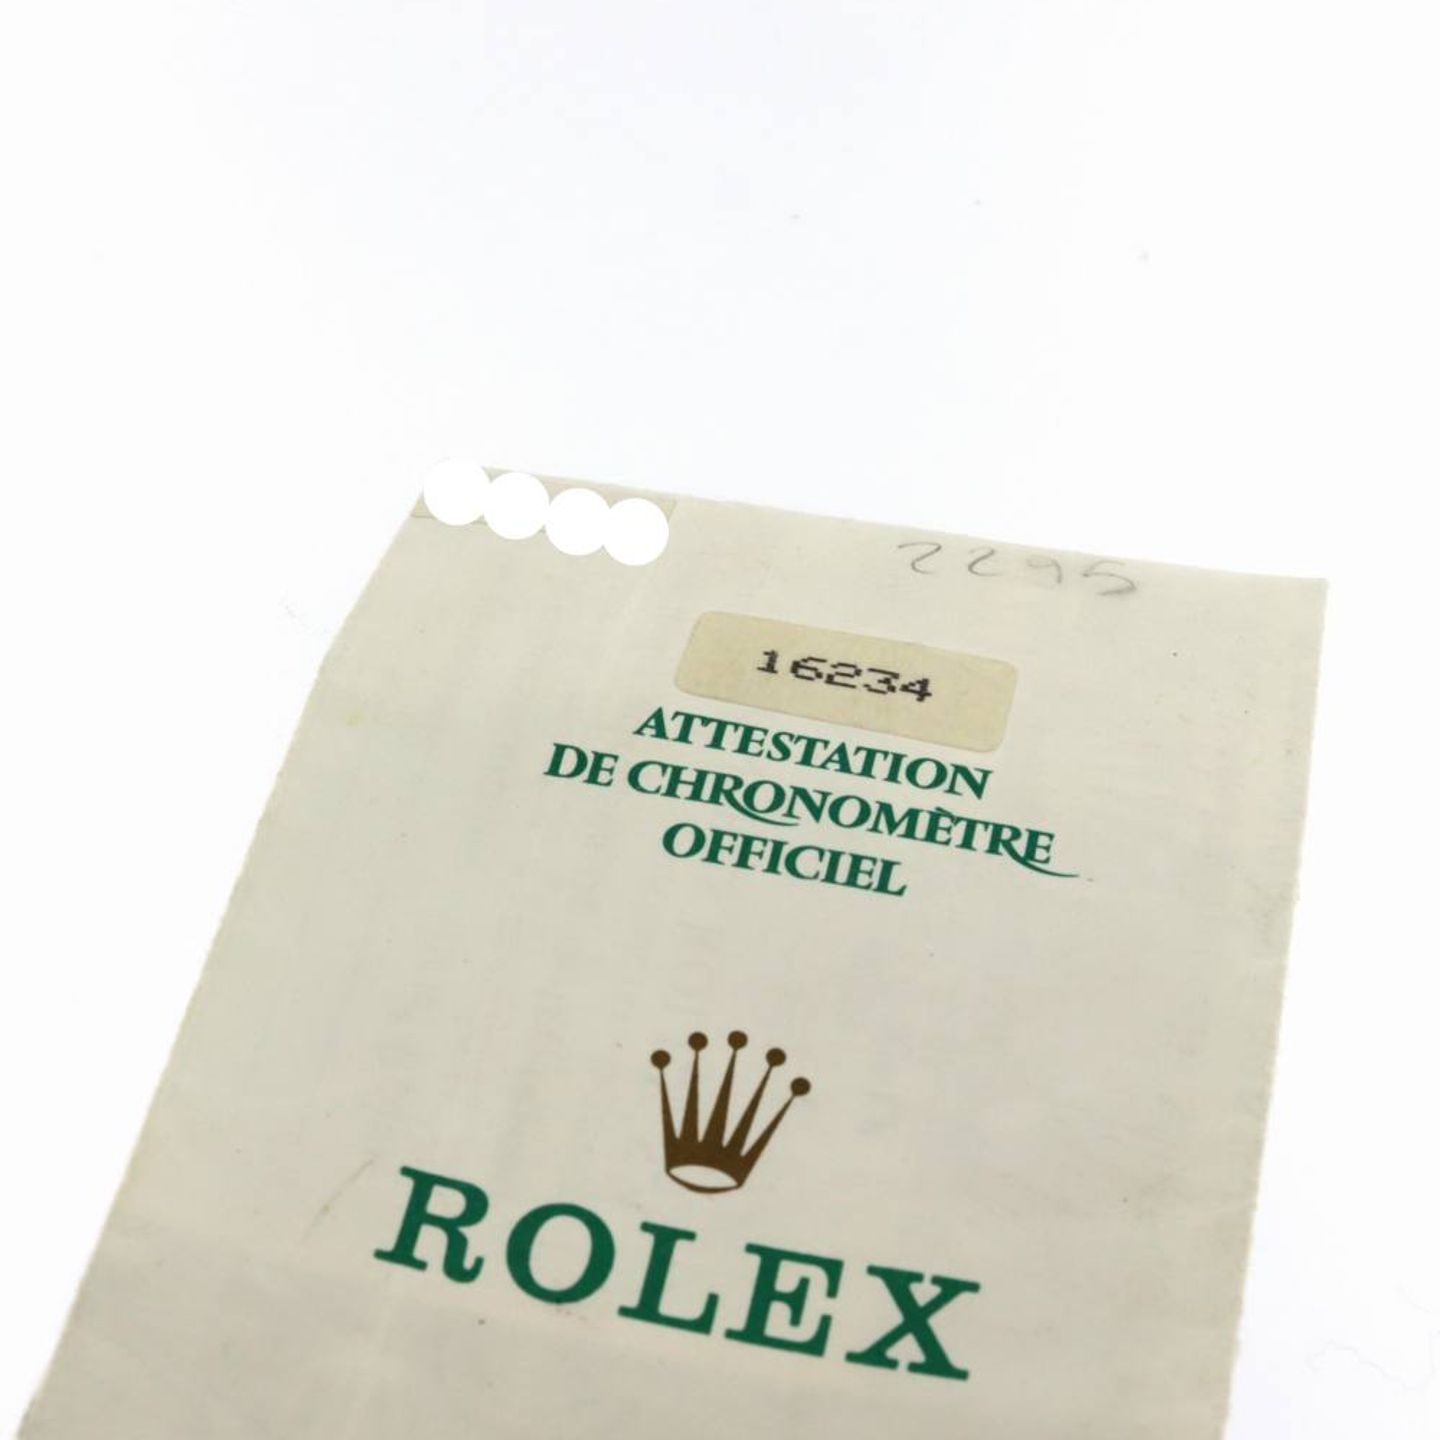 2295
16234
ATTESTATION
DE CHRONOMÈTRE
OFFICIEL
ROLEX